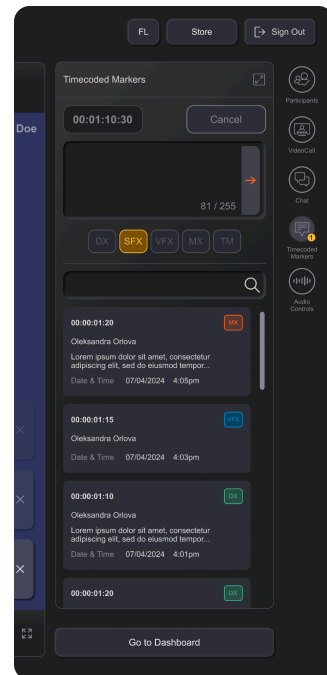 FL
Store
Sign Out
Timecoded Markers
Participants
00:01:10:30
Cancel
Doe
VideoCall
Chat
81 / 255
DX
SFX
VFX
MX
TM
1
Timecoded
Markers
Audio
Controls
00:00:01:20
MX
Oleksandra Orlova
Lorem ipsum dolor sit amet, consectetur
adipiscing elit, sed do eiusmod tempor...
Date & Time 07/04/2024 4:05pm
00:00:01:15
VFX
Oleksandra Orlova
Date & Time 07/04/2024 4:03pm
00:00:01:10
DX
Oleksandra Orlova
Lorem ipsum dolor sit amet, consectetur
adipiscing elit, sed do eiusmod tempor...
Date & Time 07/04/2024 4:01pm
00:00:01:20
DX
Go to Dashboard